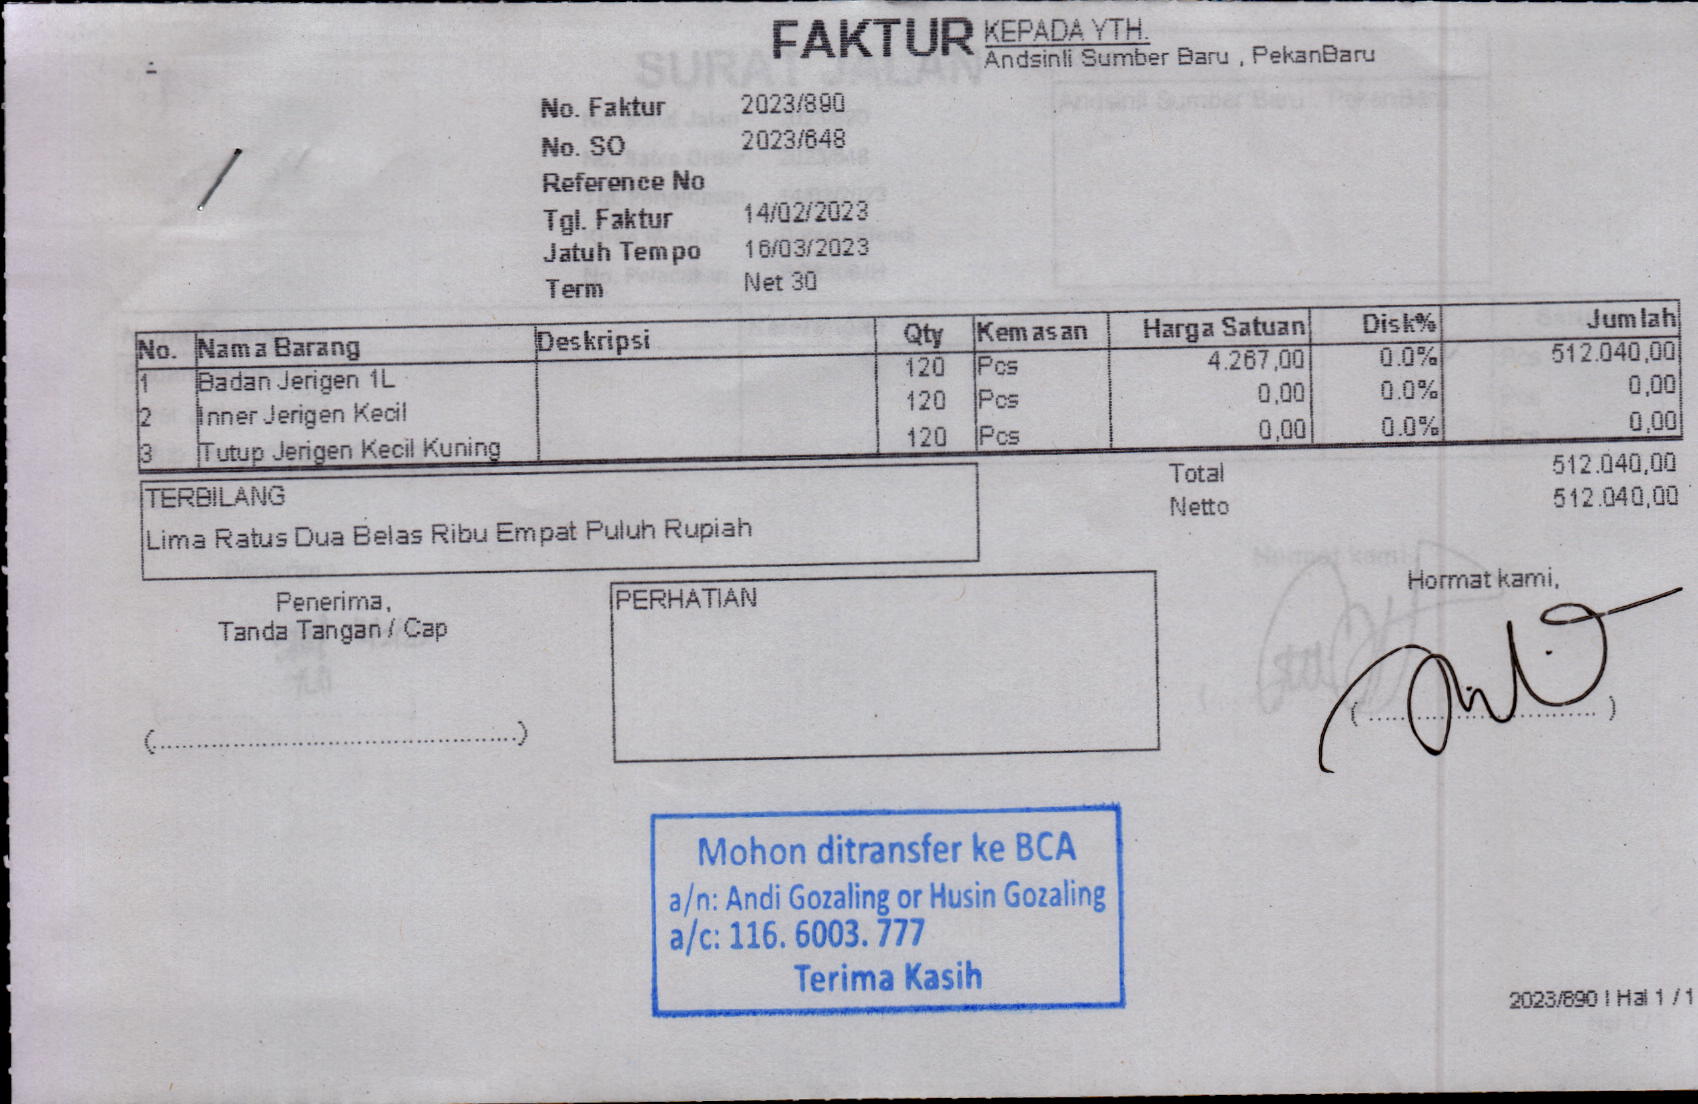 FAKTUR
KEPADA YTH.
Andsinli Sumber Baru , PekanBaru
No. Faktur 2023/890
No. SO 2023/648
Reference No
Tgl. Faktur 14/02/2023
Jatuh Tempo 16/03/2023
Term Net 30
No. Nama Barang Deskripsi Qty Kemasan Harga Satuan Disk% Jumlah
1 Badan Jerigen 1L 120 Pcs 4.267,00 0.0% 512.040,00
2 Inner Jerigen Kecil 120 Pcs 0,00 0.0% 0,00
3 Tutup Jerigen Kecil Kuning 120 Pcs 0,00 0.0% 0,00
Total 512.040,00
Netto 512.040,00
TERBILANG
Lima Ratus Dua Belas Ribu Empat Puluh Rupiah
Penerima,
Tanda Tangan / Cap
(................................................)
PERHATIAN
Hormat kami,
(..............................)
Mohon ditransfer ke BCA
a/n: Andi Gozaling or Husin Gozaling
a/c: 116. 6003. 777
Terima Kasih
2023/890 | Hal 1 / 1